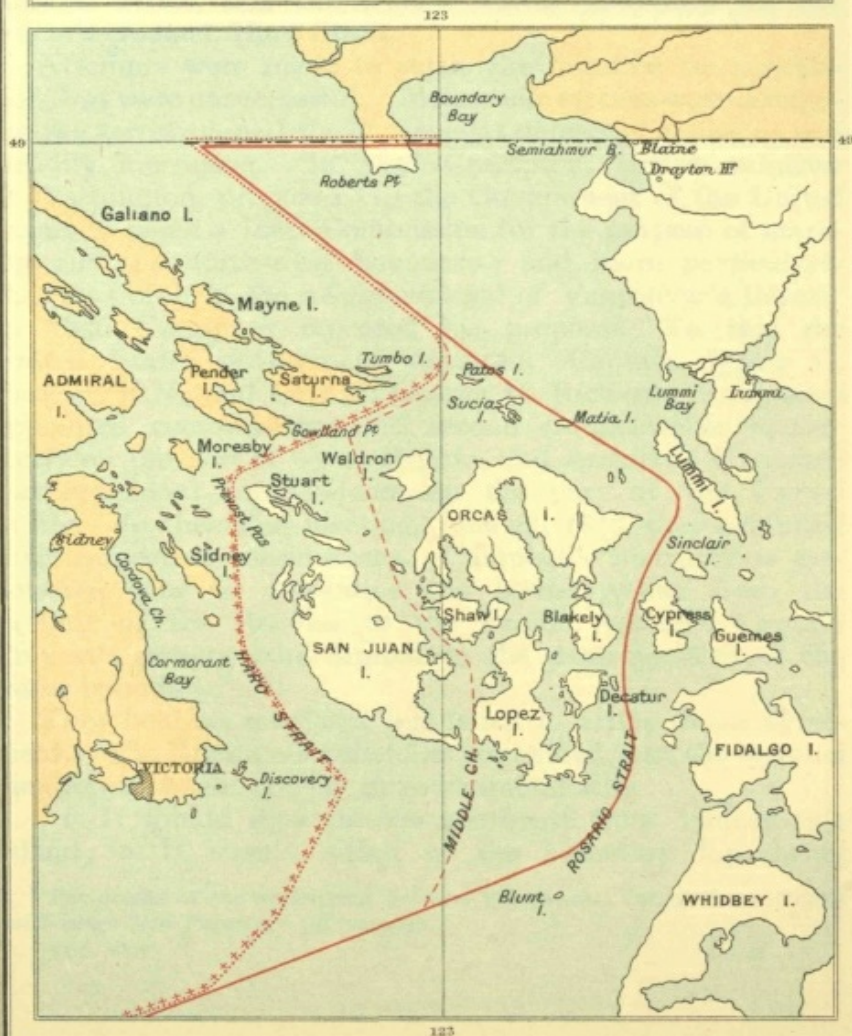 123
Boundary
Bay
49
49
Semiahmur B.
Blaine
Drayton Hr
Roberts Pt
Galiano I.
Mayne I.
Tumbo I.
Patos I.
ADMIRAL
I.
Pender
I.
Saturna
I.
Sucia
I.
Matia I.
Lummi
Bay
Lummi
Gowlland Pt
Moresby
I.
Waldron
I.
Stuart
I.
Lummi I.
Prevost Pas
ORCAS I.
Sidney
Cordova Ch.
Sidney
I.
Sinclair
I.
Shaw I.
Blakely
I.
Cypress
I.
Guemes
I.
SAN JUAN
I.
HARO STRAIT
Cormorant
Bay
Decatur
I.
Lopez
I.
FIDALGO I.
VICTORIA
Discovery
I.
MIDDLE CH.
ROSARIO STRAIT
Blunt
I.
WHIDBEY I.
123